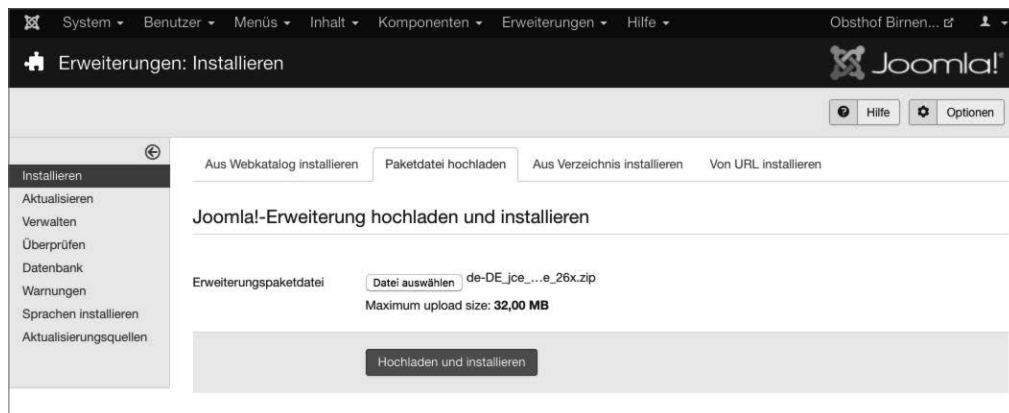 System Benutzer Menüs Inhalt Komponenten Erweiterungen Hilfe Obsthof Birnen...
Erweiterungen: Installieren Joomla!
Hilfe Optionen
Installieren
Aktualisieren
Verwalten
Überprüfen
Datenbank
Warnungen
Sprachen installieren
Aktualisierungsquellen
Aus Webkatalog installieren Paketdatei hochladen Aus Verzeichnis installieren Von URL installieren
Joomla!-Erweiterung hochladen und installieren
Erweiterungspaketdatei Datei auswählen de-DE_jce_...e_26x.zip
Maximum upload size: 32,00 MB
Hochladen und installieren